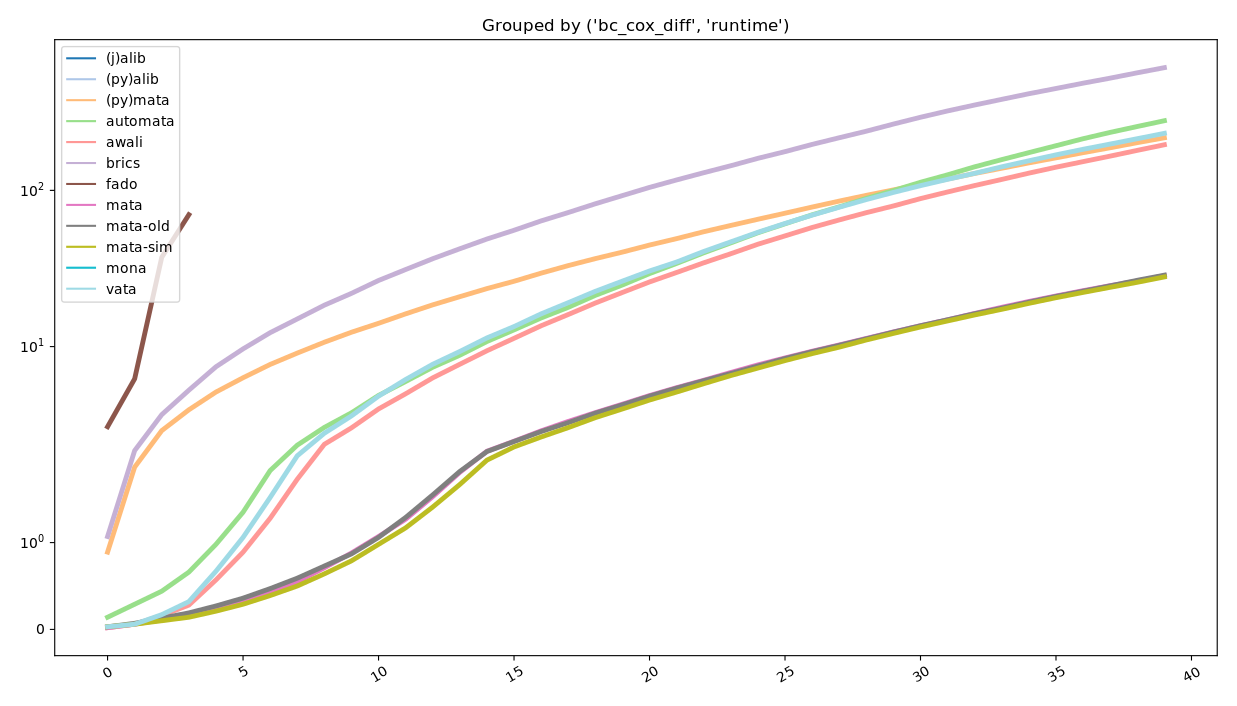 Grouped by ('bc_cox_diff', 'runtime')
(j)alib
(py)alib
(py)mata
automata
awali
brics
fado
mata
mata-old
mata-sim
mona
vata
10²
10¹
10⁰
0
0 5 10 15 20 25 30 35 40